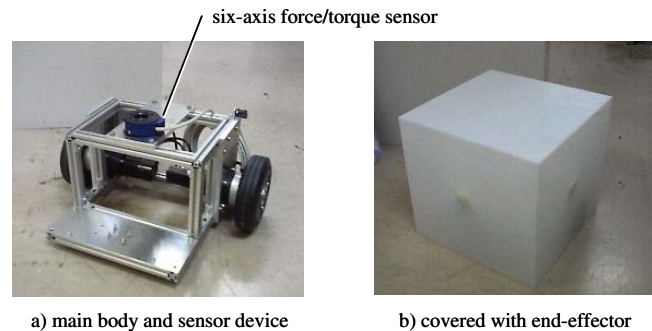 six-axis force/torque sensor
a) main body and sensor device
b) covered with end-effector